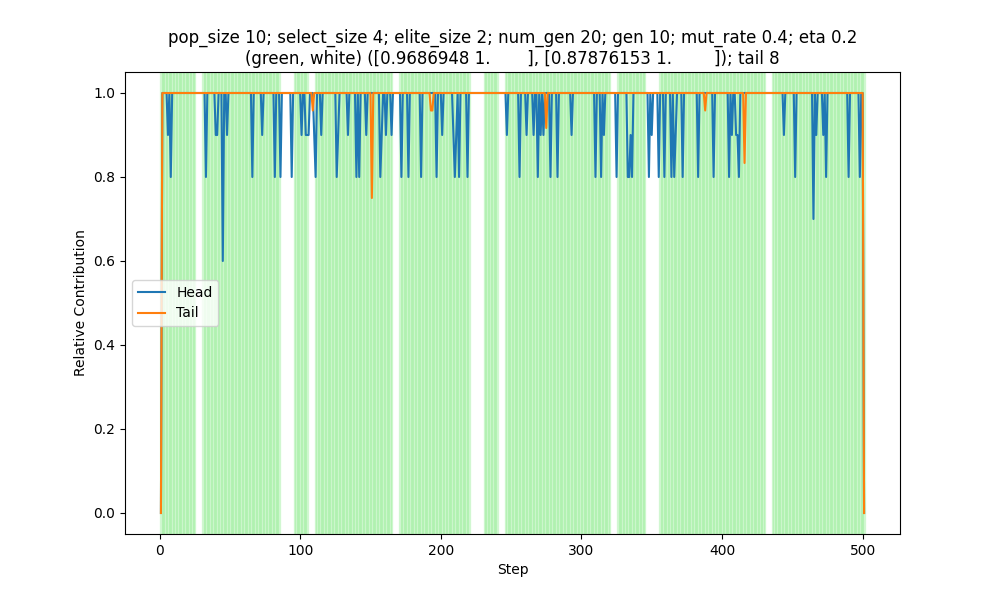 pop_size 10; select_size 4; elite_size 2; num_gen 20; gen 10; mut_rate 0.4; eta 0.2
(green, white) ([0.9686948 1.        ], [0.87876153 1.         ]); tail 8
1.0
0.8
0.6
0.4
0.2
0.0
Relative Contribution
Head
Tail
0
100
200
300
400
500
Step